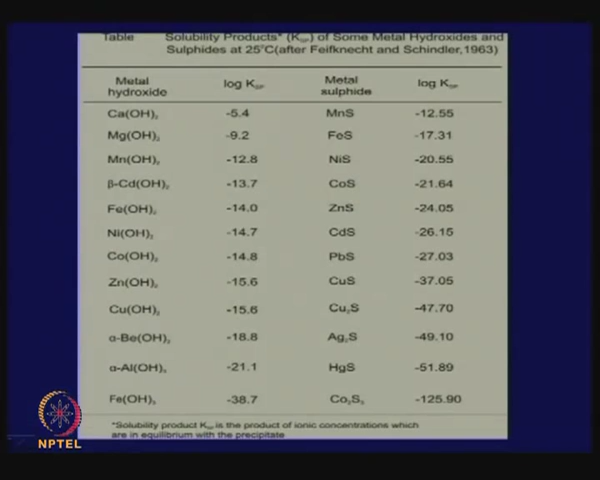 Table Solubility Products* (KSP) of Some Metal Hydroxides and
Sulphides at 25°C(after Feifknecht and Schindler,1963)
Metal hydroxide log KSP Metal sulphide log KSP
Ca(OH)2 -5.4 MnS -12.55
Mg(OH)2 -9.2 FeS -17.31
Mn(OH)2 -12.8 NiS -20.55
β-Cd(OH)2 -13.7 CoS -21.64
Fe(OH)2 -14.0 ZnS -24.05
Ni(OH)2 -14.7 CdS -26.15
Co(OH)2 -14.8 PbS -27.03
Zn(OH)2 -15.6 CuS -37.05
Cu(OH)2 -15.6 Cu2S -47.70
α-Be(OH)2 -18.8 Ag2S -49.10
α-Al(OH)3 -21.1 HgS -51.89
Fe(OH)3 -38.7 Co2S3 -125.90
*Solubility product KSP is the product of ionic concentrations which
are in equilibrium with the precipitate
NPTEL